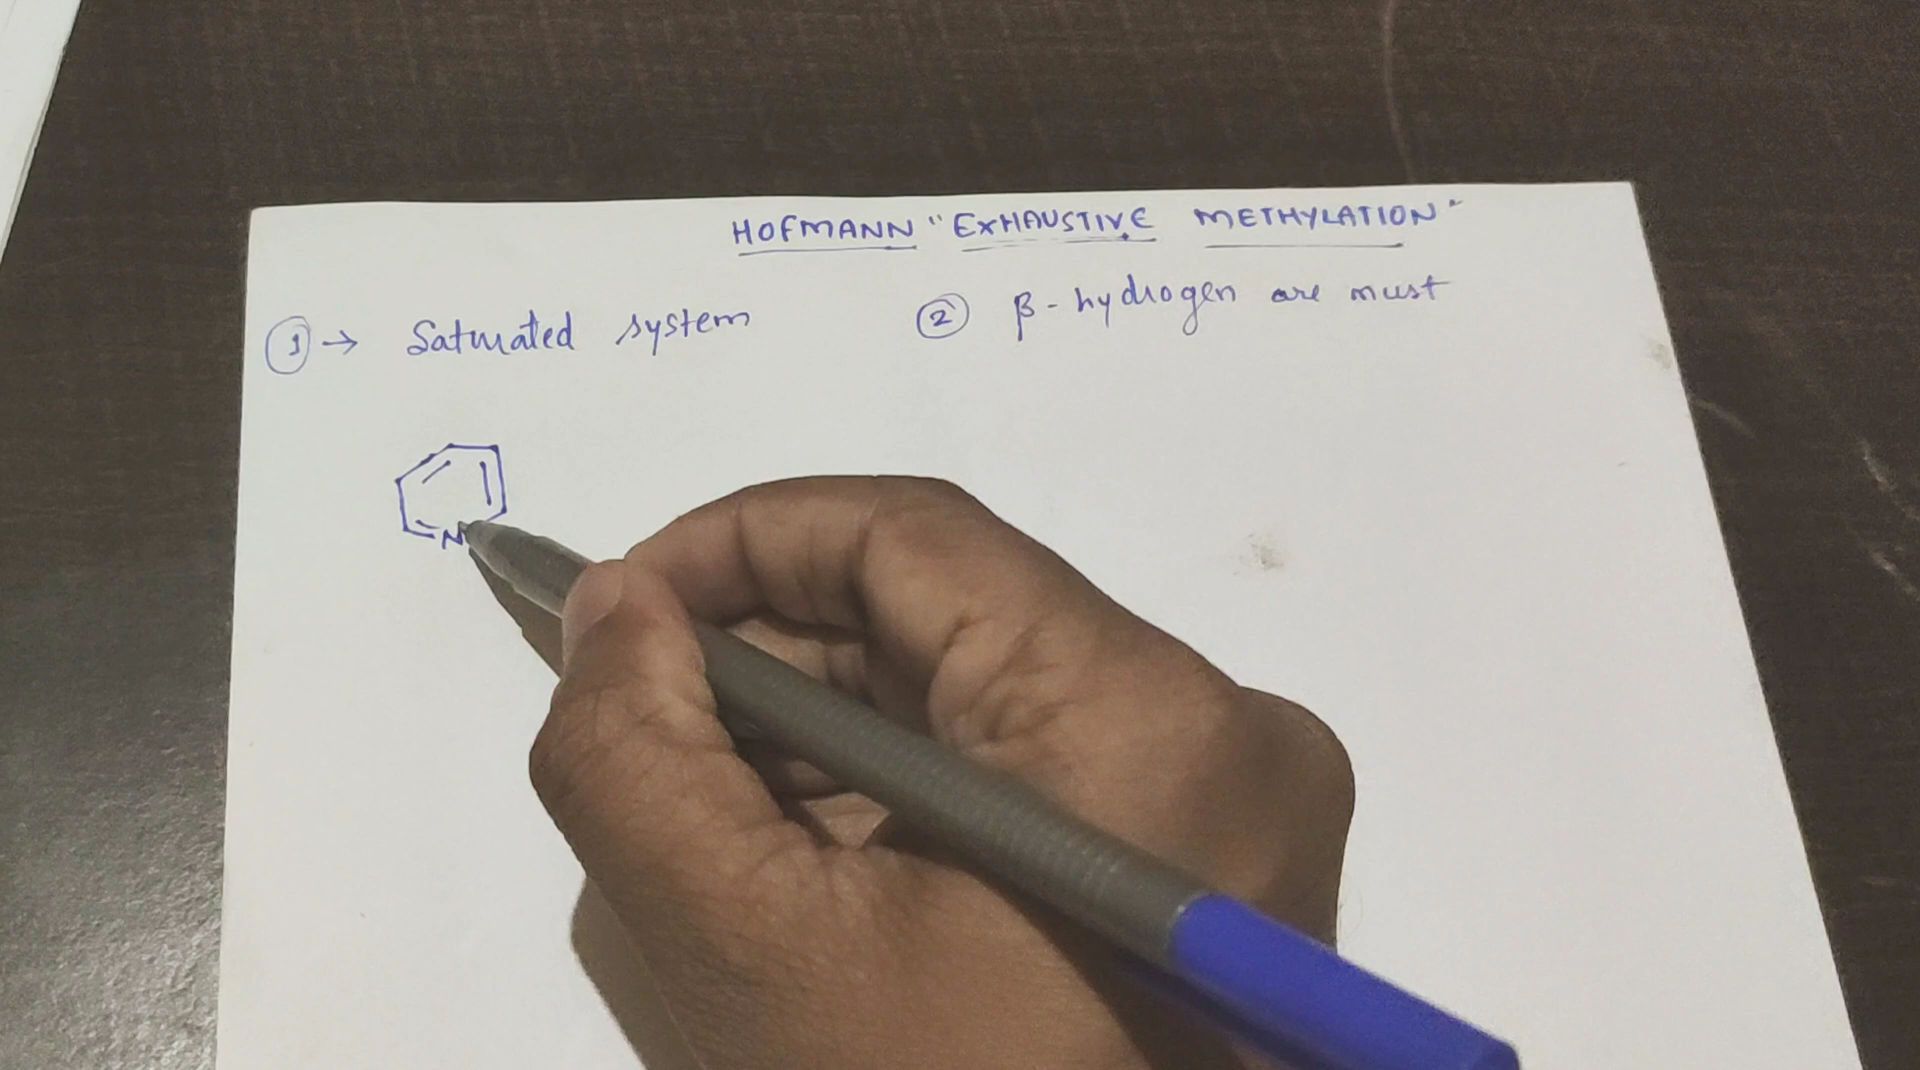 HOFMANN "EXHAUSTIVE METHYLATION"
① → Saturated system ② β-hydrogen are must
N